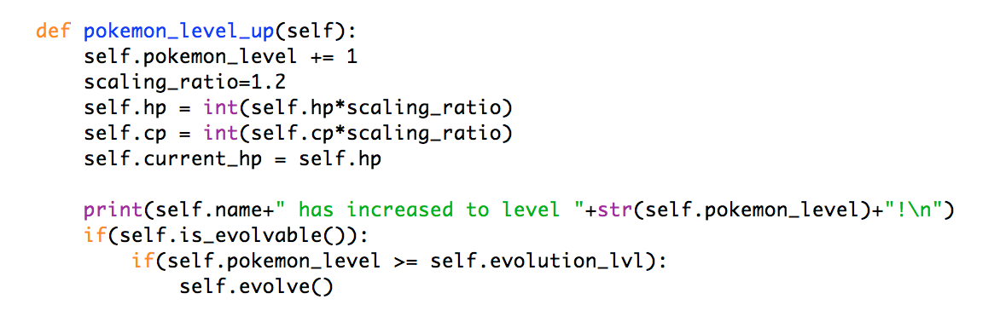 def pokemon_level_up(self):
    self.pokemon_level += 1
    scaling_ratio=1.2
    self.hp = int(self.hp*scaling_ratio)
    self.cp = int(self.cp*scaling_ratio)
    self.current_hp = self.hp

    print(self.name+" has increased to level "+str(self.pokemon_level)+"!\n")
    if(self.is_evolvable()):
        if(self.pokemon_level >= self.evolution_lvl):
            self.evolve()